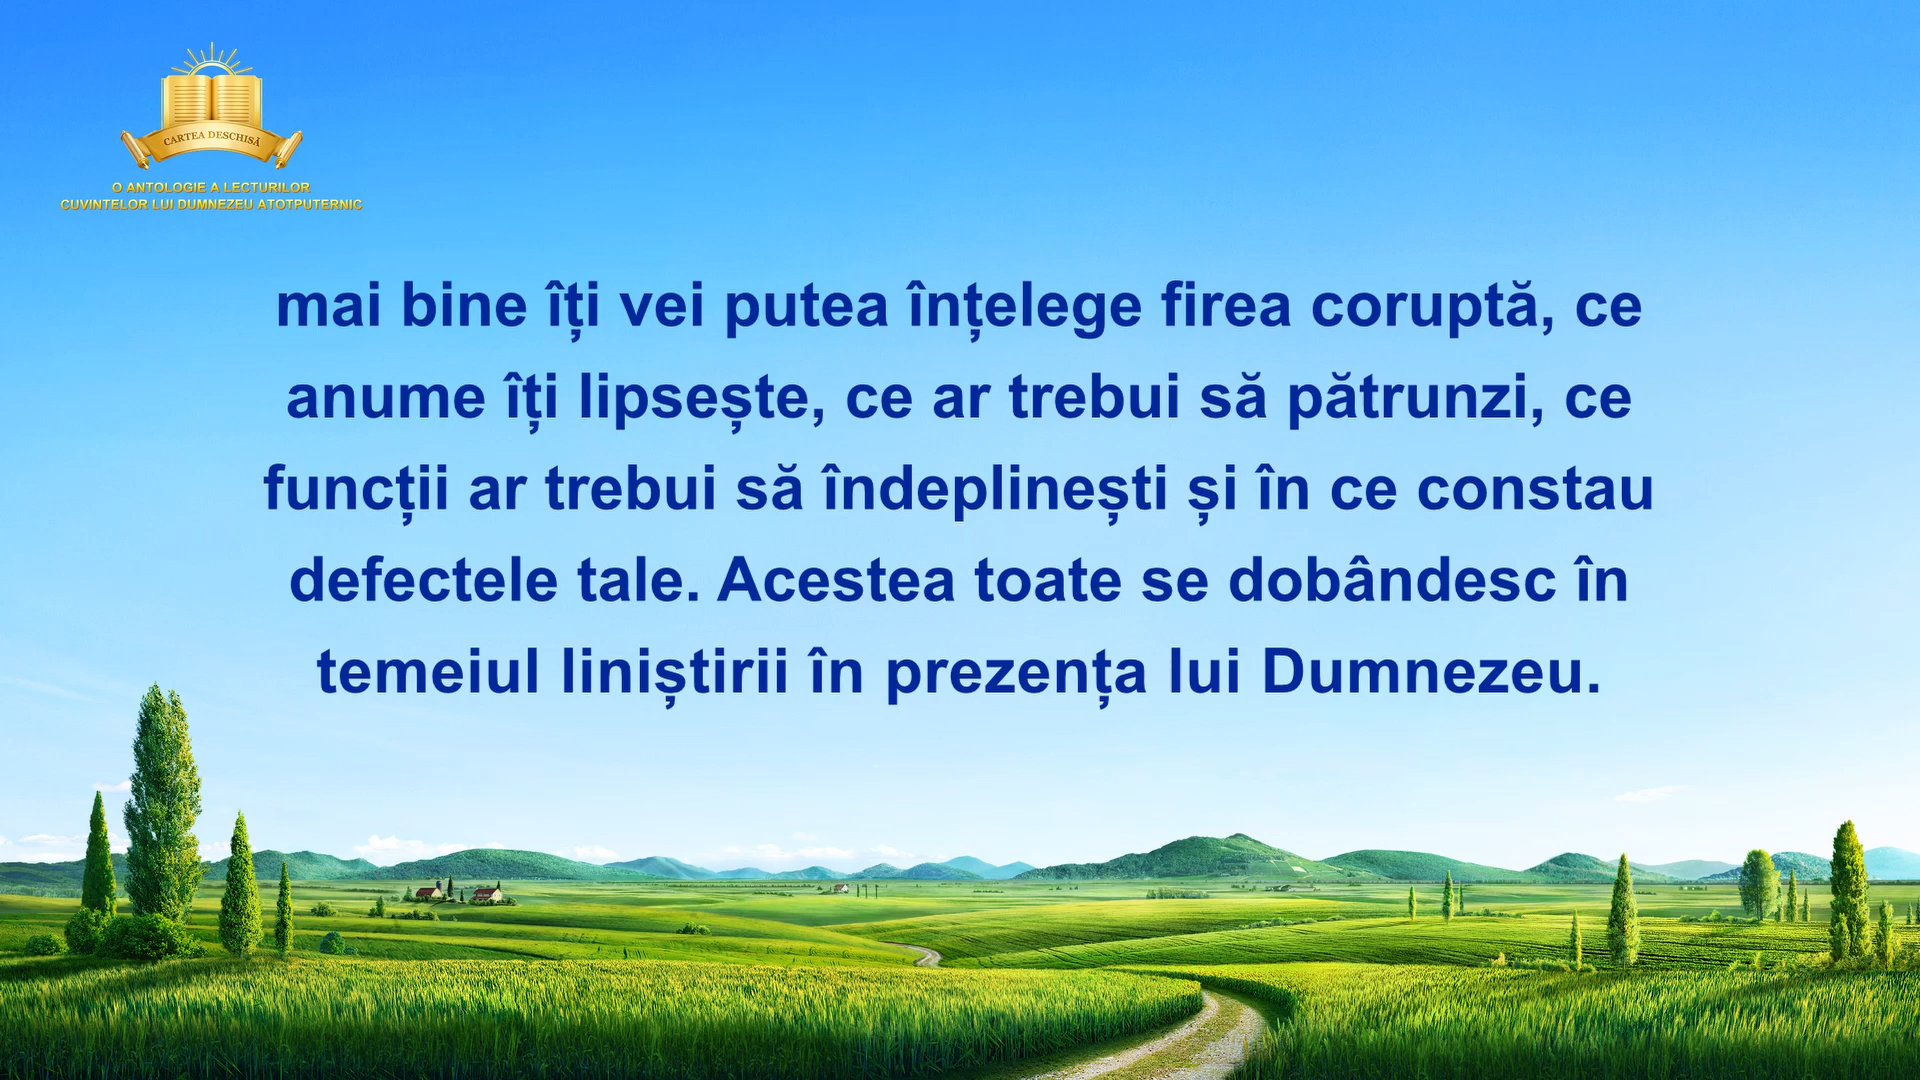 CARTEA DESCHISĂ
O ANTOLOGIE A LECTURILOR
CUVINTELOR LUI DUMNEZEU ATOTPUTERNIC
mai bine îți vei putea înțelege firea coruptă, ce
anume îți lipsește, ce ar trebui să pătrunzi, ce
funcții ar trebui să îndeplinești și în ce constau
defectele tale. Acestea toate se dobândesc în
temeiul liniștirii în prezența lui Dumnezeu.